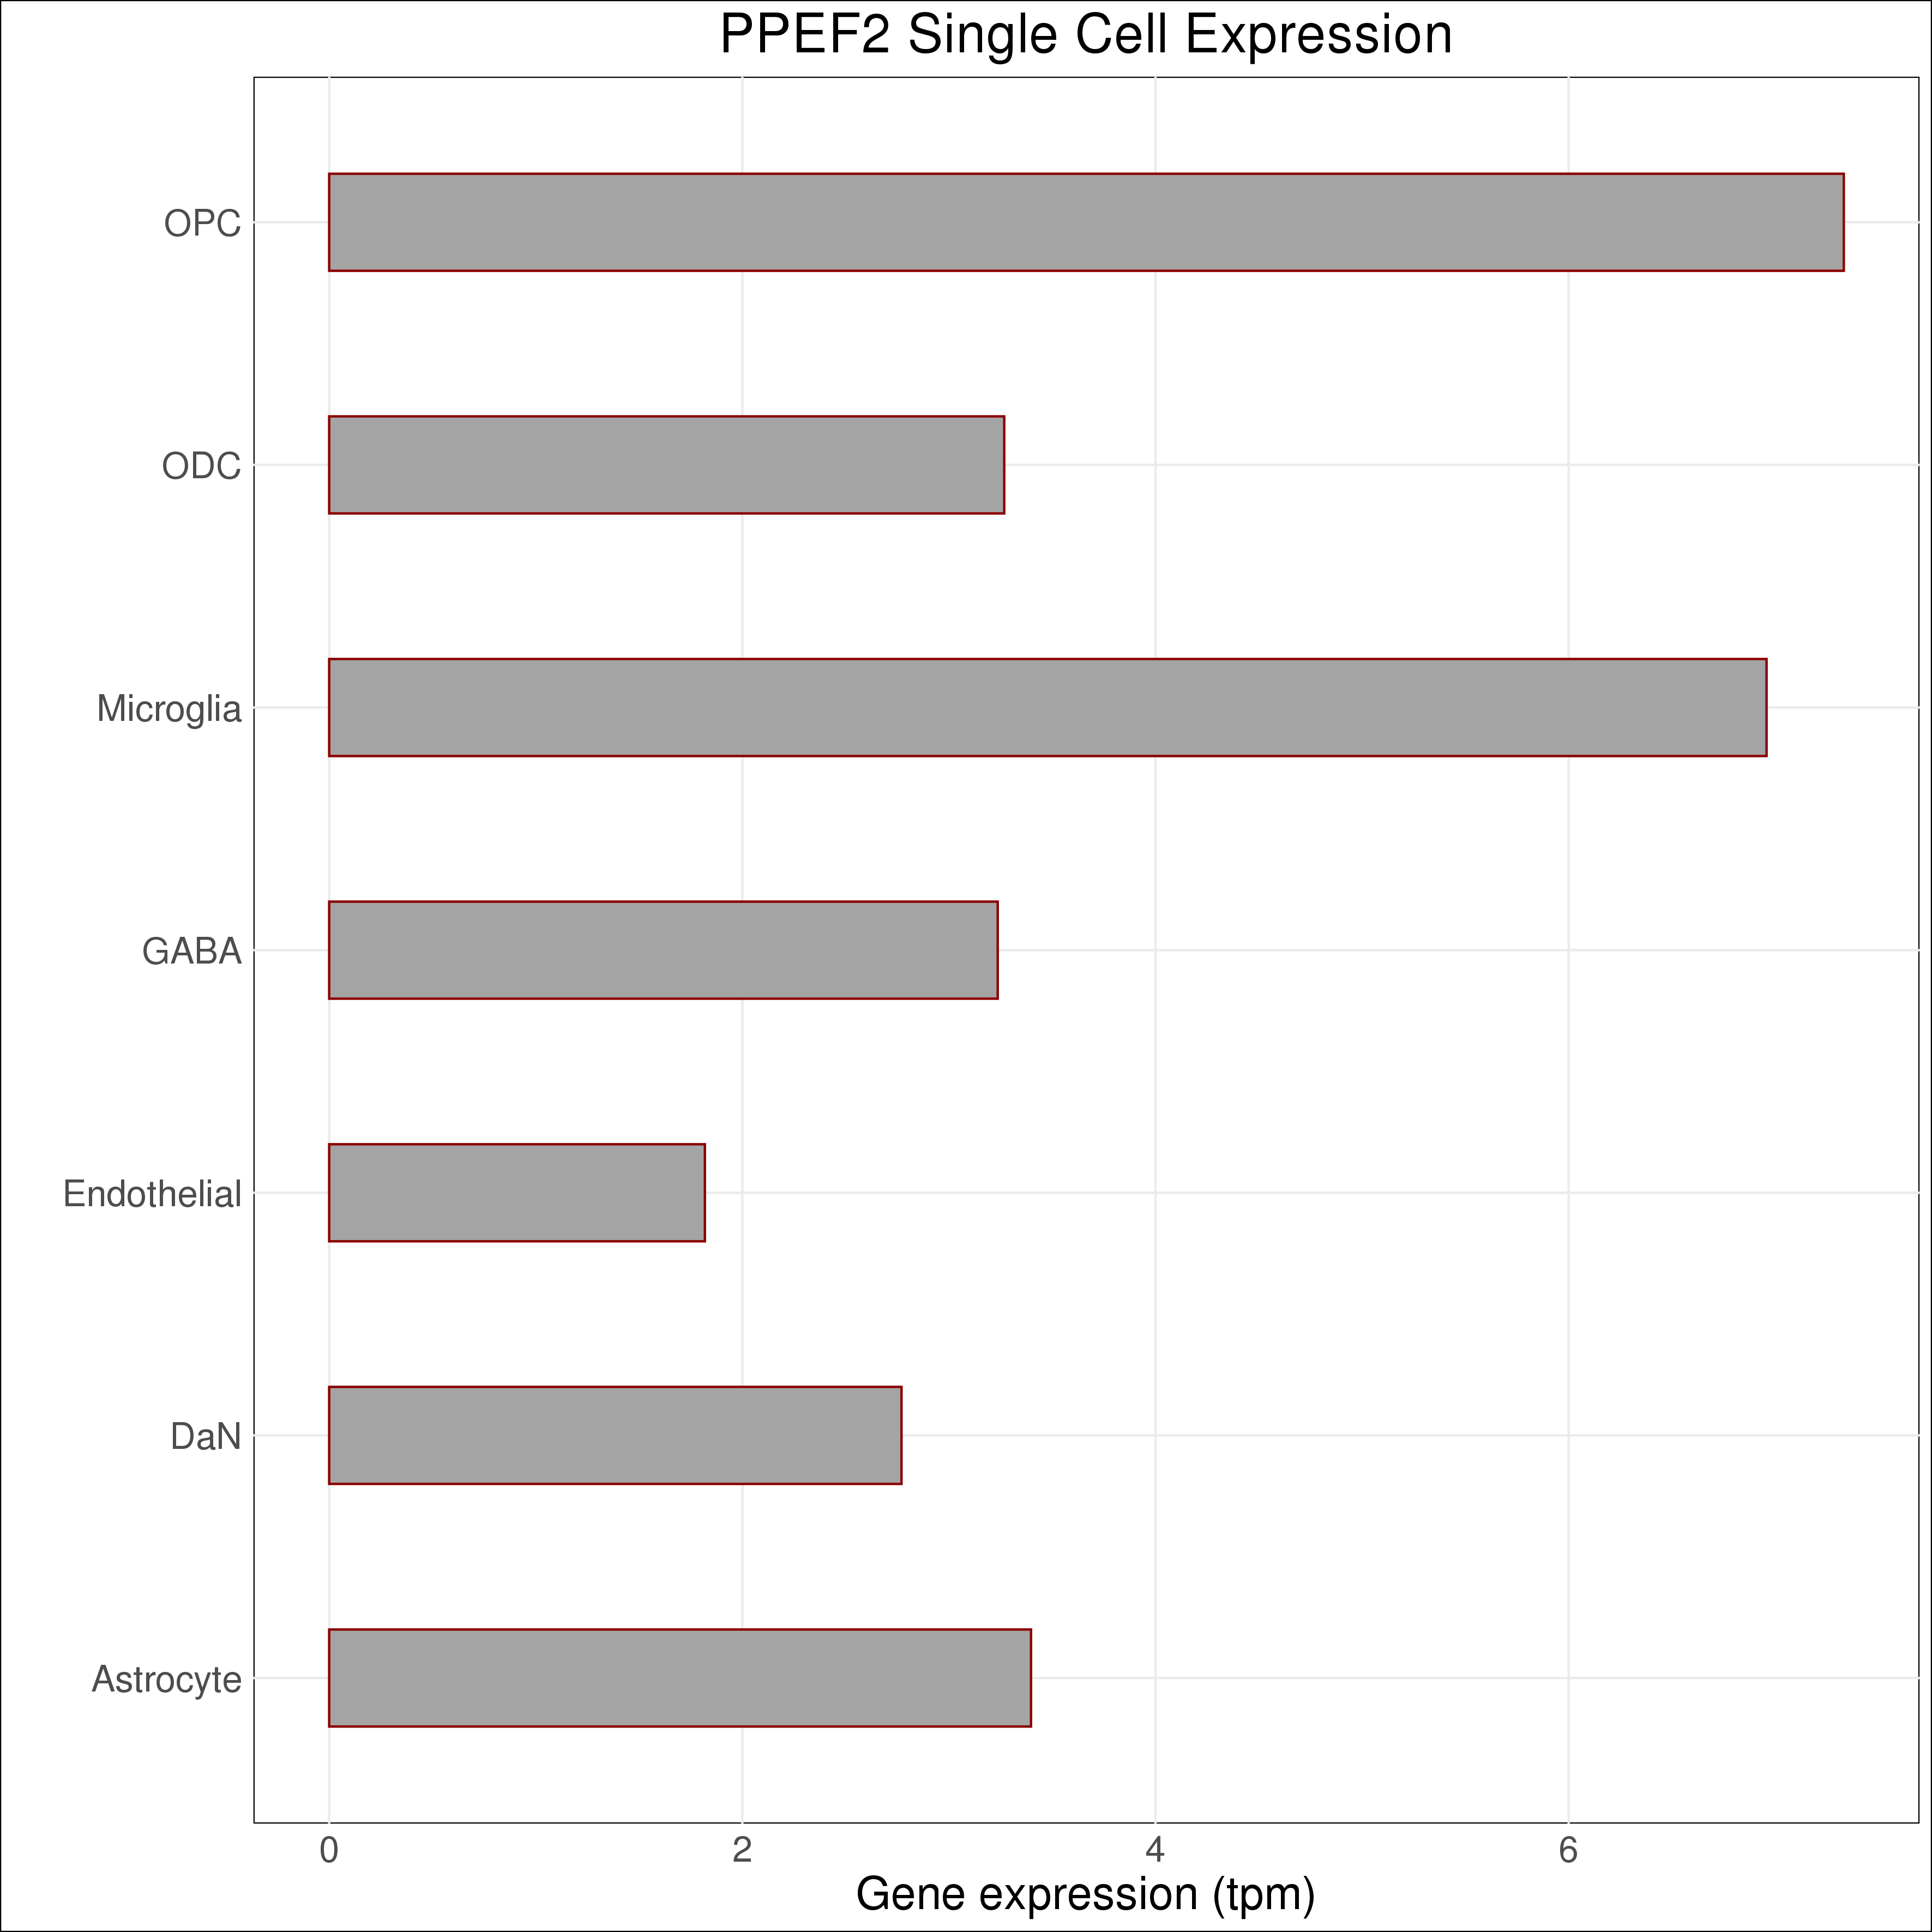 PPEF2 Single Cell Expression
OPC
ODC
Microglia
GABA
Endothelial
DaN
Astrocyte
0 2 4 6
Gene expression (tpm)